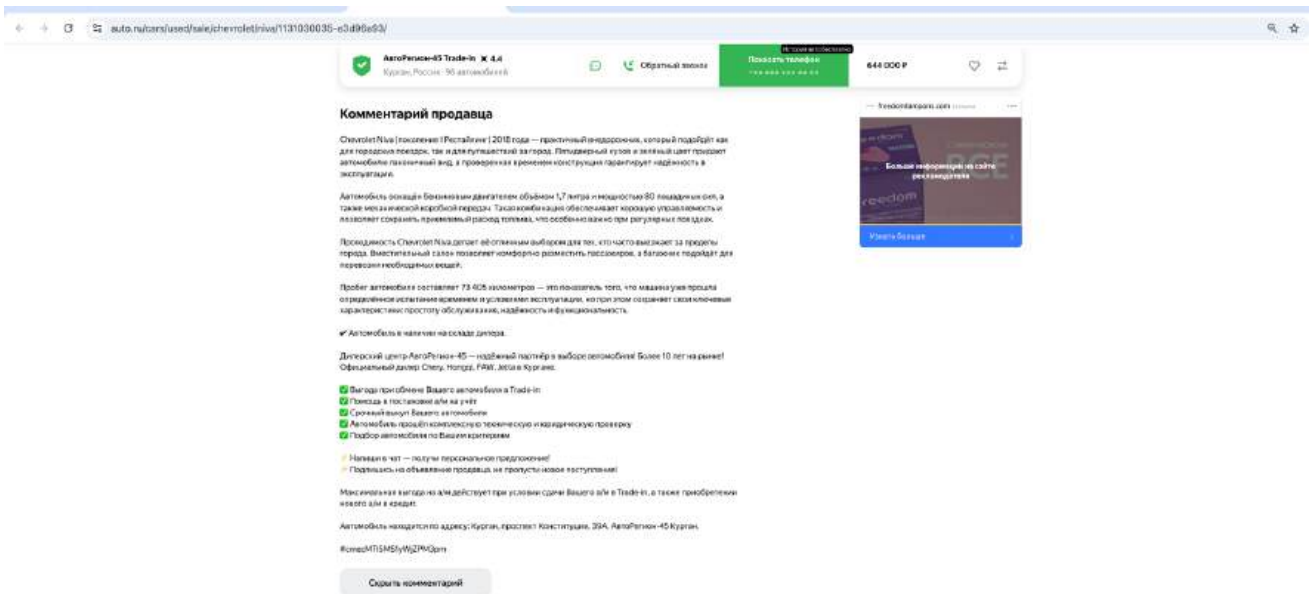 auto.ru/cars/used/sale/chevrolet/niva/1131030035-e3d96a93/
АвтоРегион-45 Trade-in 4,4
Курган, Россия · 96 автомобилей
Обратный звонок
Показать телефон
644 000 ₽
Комментарий продавца
freedomtampons.com
Chevrolet Niva I поколение I Рестайлинг | 2018 года — практичный внедорожник, который подойдёт как
для городских поездок, так и для путешествий за город. Пятидверный кузов и зелёный цвет придают
автомобилю лаконичный вид, а проверенная временем конструкция гарантирует надёжность в
эксплуатации.
Больше информации на сайте
рекламодателя
ВСЕ
Узнать больше
Автомобиль оснащён бензиновым двигателем объёмом 1,7 литра и мощностью 80 лошадиных сил, а
также механической коробкой передач. Такая комбинация обеспечивает хорошую управляемость и
позволяет сохранять приемлемый расход топлива, что особенно важно при регулярных поездках.
Проходимость Chevrolet Niva делает её отличным выбором для тех, кто часто выезжает за пределы
города. Вместительный салон позволяет комфортно разместить пассажиров, а багажник подойдёт для
перевозки необходимых вещей.
Пробег автомобиля составляет 73 405 километров — это показатель того, что машина уже прошла
определённое испытание временем и условиями эксплуатации, но при этом сохраняет свои ключевые
характеристики: простоту обслуживания, надёжность и функциональность.
✔ Автомобиль в наличии на складе дилера.
Дилерский центр АвтоРегион-45 — надёжный партнёр в выборе автомобиля! Более 10 лет на рынке!
Официальный дилер Chery, Hongqi, FAW, Jetta в Кургане.
✅ Выгода при обмене Вашего автомобиля в Trade-in
✅ Помощь в постановке а/м на учёт
✅ Срочный выкуп Вашего автомобиля
✅ Автомобиль прошёл комплексную техническую и юридическую проверку
✅ Подбор автомобиля по Вашим критериям
Напиши в чат — получи персональное предложение!
Подпишись на объявления продавца, не пропусти новое поступление!
Максимальная выгода на а/м действует при условии сдачи Вашего а/м в Trade-in, а также приобретении
нового а/м в кредит.
Автомобиль находится по адресу: Курган, проспект Конституции, 39А. АвтоРегион-45 Курган.
Скрыть комментарий